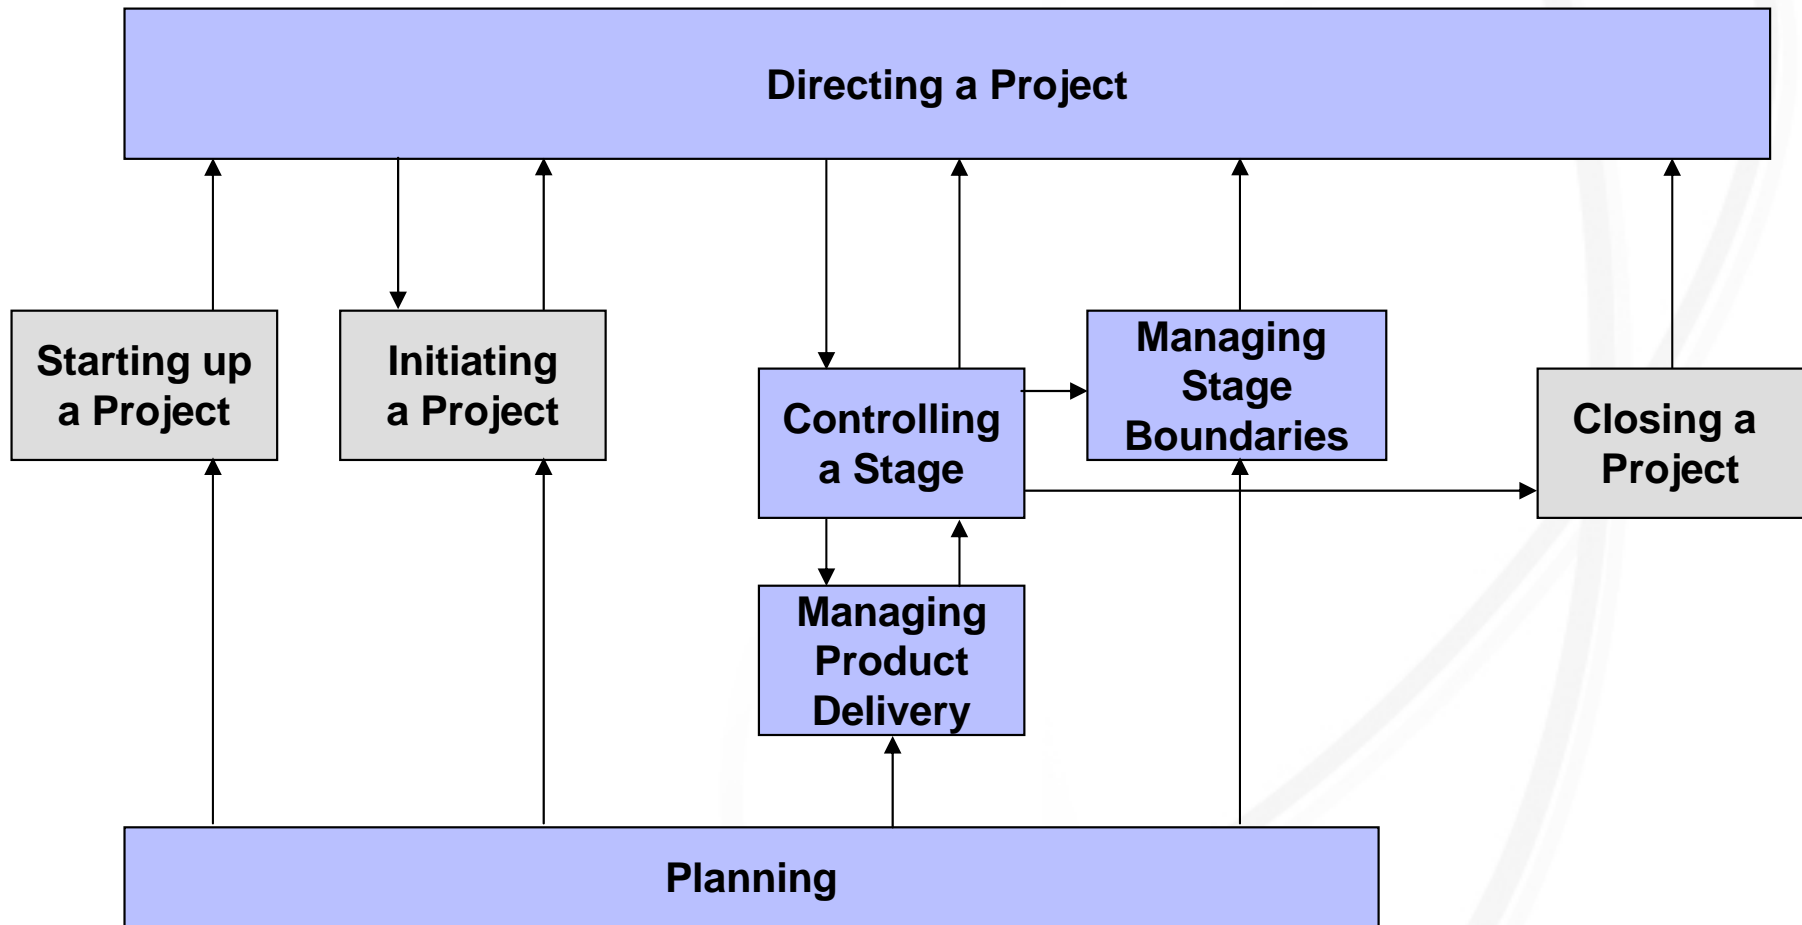 Directing a Project
Starting up
a Project
Initiating
a Project
Controlling
a Stage
Managing
Stage
Boundaries
Closing a
Project
Managing
Product
Delivery
Planning